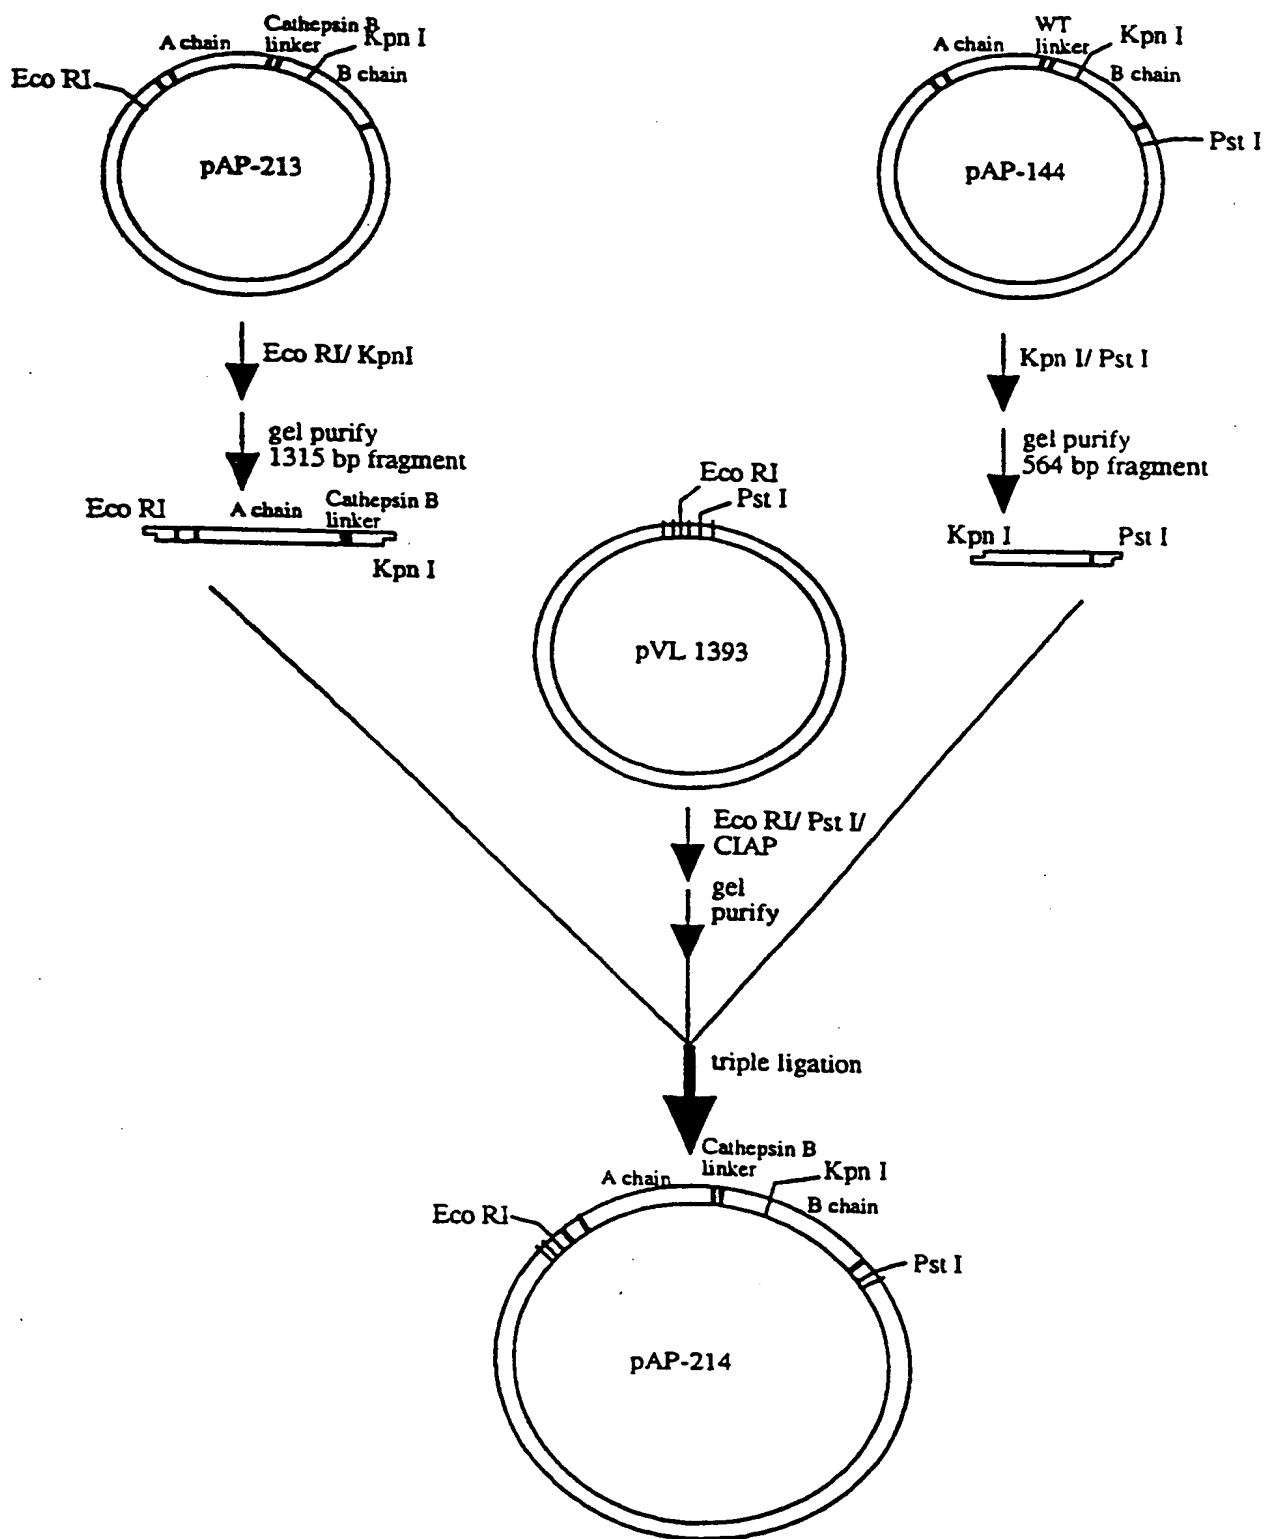 Cathepsin B
linker
A chain
Kpn I
B chain
Eco RI
pAP-213
WT
linker
A chain
Kpn I
B chain
Pst I
pAP-144
Eco RI/ KpnI
gel purify
1315 bp fragment
Eco RI
A chain
Cathepsin B
linker
Kpn I
Kpn I/ Pst I
gel purify
564 bp fragment
Kpn I
Pst I
Eco RI
Pst I
pVL 1393
Eco RI/ Pst I/
CIAP
gel
purify
triple ligation
Cathepsin B
linker
A chain
Kpn I
B chain
Eco RI
Pst I
pAP-214